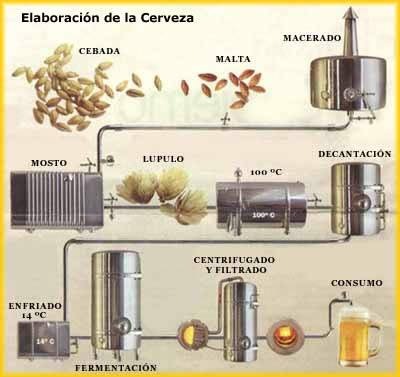 Elaboración de la Cerveza
MACERADO
CEBADA
MALTA
MOSTO
LUPULO
100 ºC
DECANTACIÓN
100º C
CENTRIFUGADO
Y FILTRADO
CONSUMO
ENFRIADO
14 ºC
14º C
FERMENTACIÓN